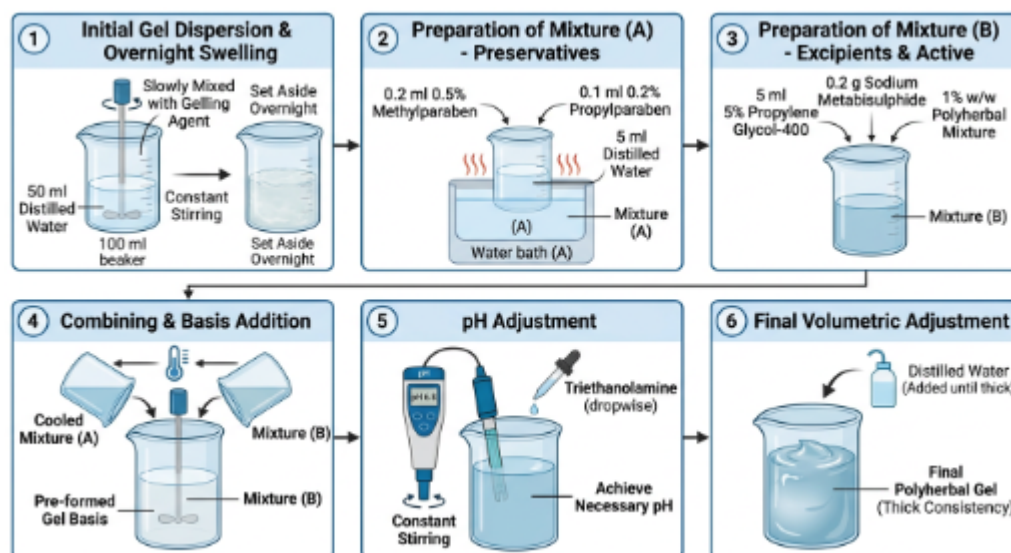 1
Initial Gel Dispersion &
Overnight Swelling
Slowly Mixed
with Gelling
Agent
Set Aside
Overnight
50 ml
Distilled
Water
Constant
Stirring
100 ml
beaker
Set Aside
Overnight
2
Preparation of Mixture (A)
- Preservatives
0.2 ml 0.5%
Methylparaben
0.1 ml 0.2%
Propylparaben
5 ml
Distilled
Water
Mixture
(A)
(A)
Water bath (A)
3
Preparation of Mixture (B)
- Excipients & Active
5 ml
5% Propylene
Glycol-400
0.2 g Sodium
Metabisulphide
1% w/w
Polyherbal
Mixture
Mixture (B)
4
Combining & Basis Addition
Cooled
Mixture (A)
Mixture (B)
Pre-formed
Gel Basis
Mixture (B)
5
pH Adjustment
pH
Triethanolamine
(dropwise)
Constant
Stirring
Achieve
Necessary pH
6
Final Volumetric Adjustment
Distilled Water
(Added until thick)
Final
Polyherbal Gel
(Thick Consistency)